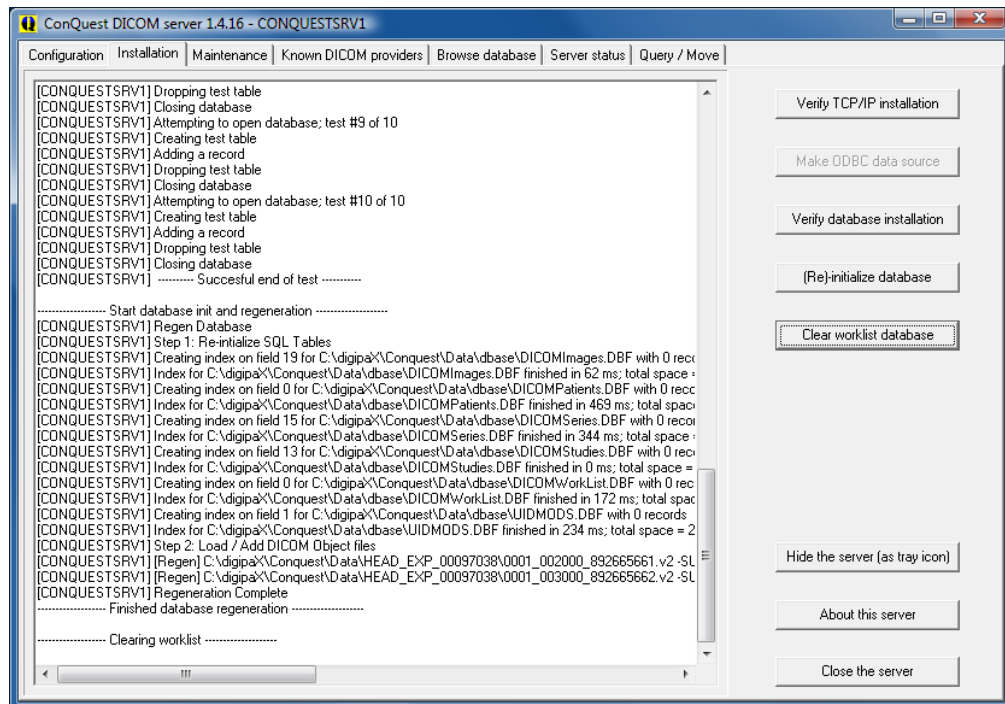 ConQuest DICOM server 1.4.16 - CONQUESTSRV1
Configuration Installation Maintenance Known DICOM providers Browse database Server status Query / Move
[CONQUESTSRV1] Dropping test table
[CONQUESTSRV1] Closing database
[CONQUESTSRV1] Attempting to open database; test #9 of 10
[CONQUESTSRV1] Creating test table
[CONQUESTSRV1] Adding a record
[CONQUESTSRV1] Dropping test table
[CONQUESTSRV1] Closing database
[CONQUESTSRV1] Attempting to open database; test #10 of 10
[CONQUESTSRV1] Creating test table
[CONQUESTSRV1] Adding a record
[CONQUESTSRV1] Dropping test table
[CONQUESTSRV1] Closing database
[CONQUESTSRV1] ---------- Succesful end of test ----------
------------------ Start database init and regeneration -------------------
[CONQUESTSRV1] Regen Database
[CONQUESTSRV1] Step 1: Re-intialize SQL Tables
[CONQUESTSRV1] Creating index on field 19 for C:\digipaX\Conquest\Data\dbase\DICOMImages.DBF with 0 rec
[CONQUESTSRV1] Index for C:\digipaX\Conquest\Data\dbase\DICOMImages.DBF finished in 62 ms; total space =
[CONQUESTSRV1] Creating index on field 0 for C:\digipaX\Conquest\Data\dbase\DICOMPatients.DBF with 0 rec
[CONQUESTSRV1] Index for C:\digipaX\Conquest\Data\dbase\DICOMPatients.DBF finished in 469 ms; total spac
[CONQUESTSRV1] Creating index on field 15 for C:\digipaX\Conquest\Data\dbase\DICOMSeries.DBF with 0 reco
[CONQUESTSRV1] Index for C:\digipaX\Conquest\Data\dbase\DICOMSeries.DBF finished in 344 ms; total space
[CONQUESTSRV1] Creating index on field 13 for C:\digipaX\Conquest\Data\dbase\DICOMStudies.DBF with 0 rec
[CONQUESTSRV1] Index for C:\digipaX\Conquest\Data\dbase\DICOMStudies.DBF finished in 0 ms; total space =
[CONQUESTSRV1] Creating index on field 0 for C:\digipaX\Conquest\Data\dbase\DICOMWorkList.DBF with 0 rec
[CONQUESTSRV1] Index for C:\digipaX\Conquest\Data\dbase\DICOMWorkList.DBF finished in 172 ms; total spac
[CONQUESTSRV1] Creating index on field 1 for C:\digipaX\Conquest\Data\dbase\UIDMODS.DBF with 0 records
[CONQUESTSRV1] Index for C:\digipaX\Conquest\Data\dbase\UIDMODS.DBF finished in 234 ms; total space = 2
[CONQUESTSRV1] Step 2: Load / Add DICOM Object files
[CONQUESTSRV1] [Regen] C:\digipaX\Conquest\Data\HEAD_EXP_00097038\0001_002000_892665661.v2 -SU
[CONQUESTSRV1] [Regen] C:\digipaX\Conquest\Data\HEAD_EXP_00097038\0001_003000_892665662.v2 -SU
[CONQUESTSRV1] Regeneration Complete
------------------ Finished database regeneration -------------------
------------------ Clearing worklist -------------------
Verify TCP/IP installation
Make ODBC data source
Verify database installation
(Re)-initialize database
Clear worklist database
Hide the server (as tray icon)
About this server
Close the server